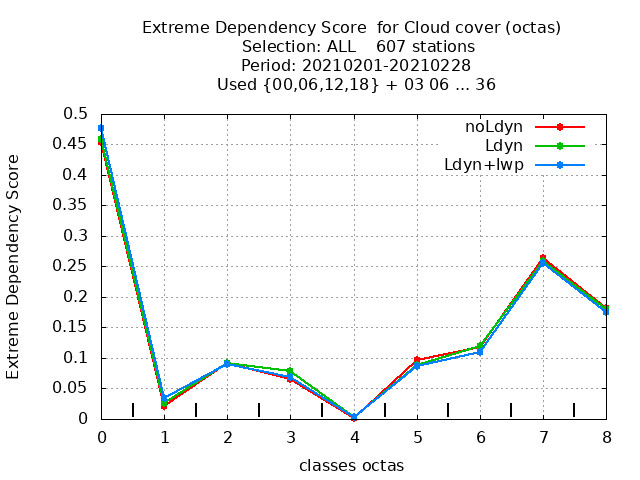 Extreme Dependency Score  for Cloud cover (octas)
Selection: ALL    607 stations
Period: 20210201-20210228
Used {00,06,12,18} + 03 06 ... 36
noLdyn
Ldyn
Ldyn+lwp
Extreme Dependency Score
0.5
0.45
0.4
0.35
0.3
0.25
0.2
0.15
0.1
0.05
0
0 1 2 3 4 5 6 7 8
classes octas